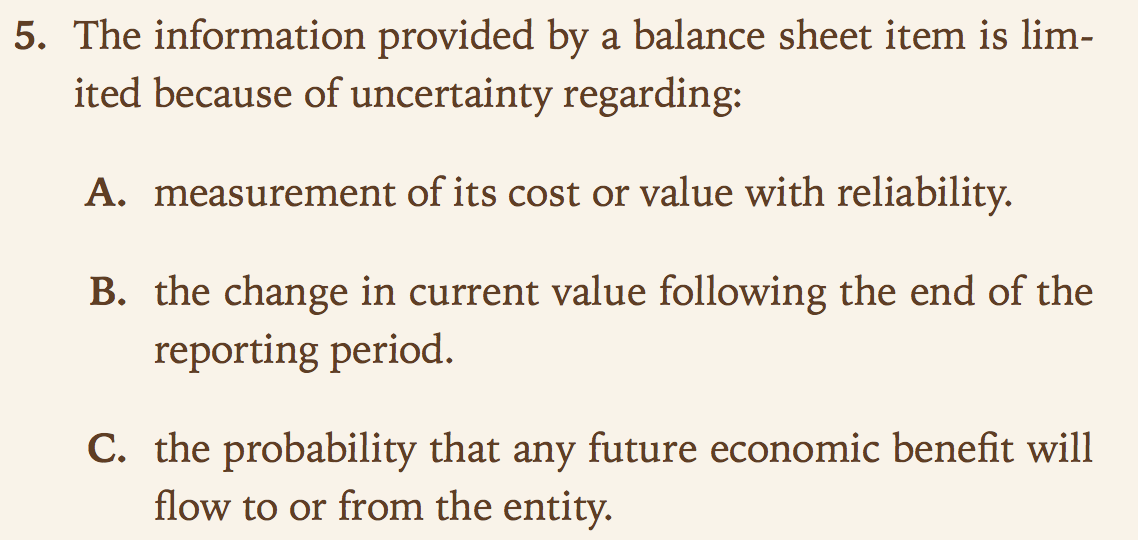 5. The information provided by a balance sheet item is lim-
ited because of uncertainty regarding:
A. measurement of its cost or value with reliability.
B. the change in current value following the end of the
reporting period.
C. the probability that any future economic benefit will
flow to or from the entity.